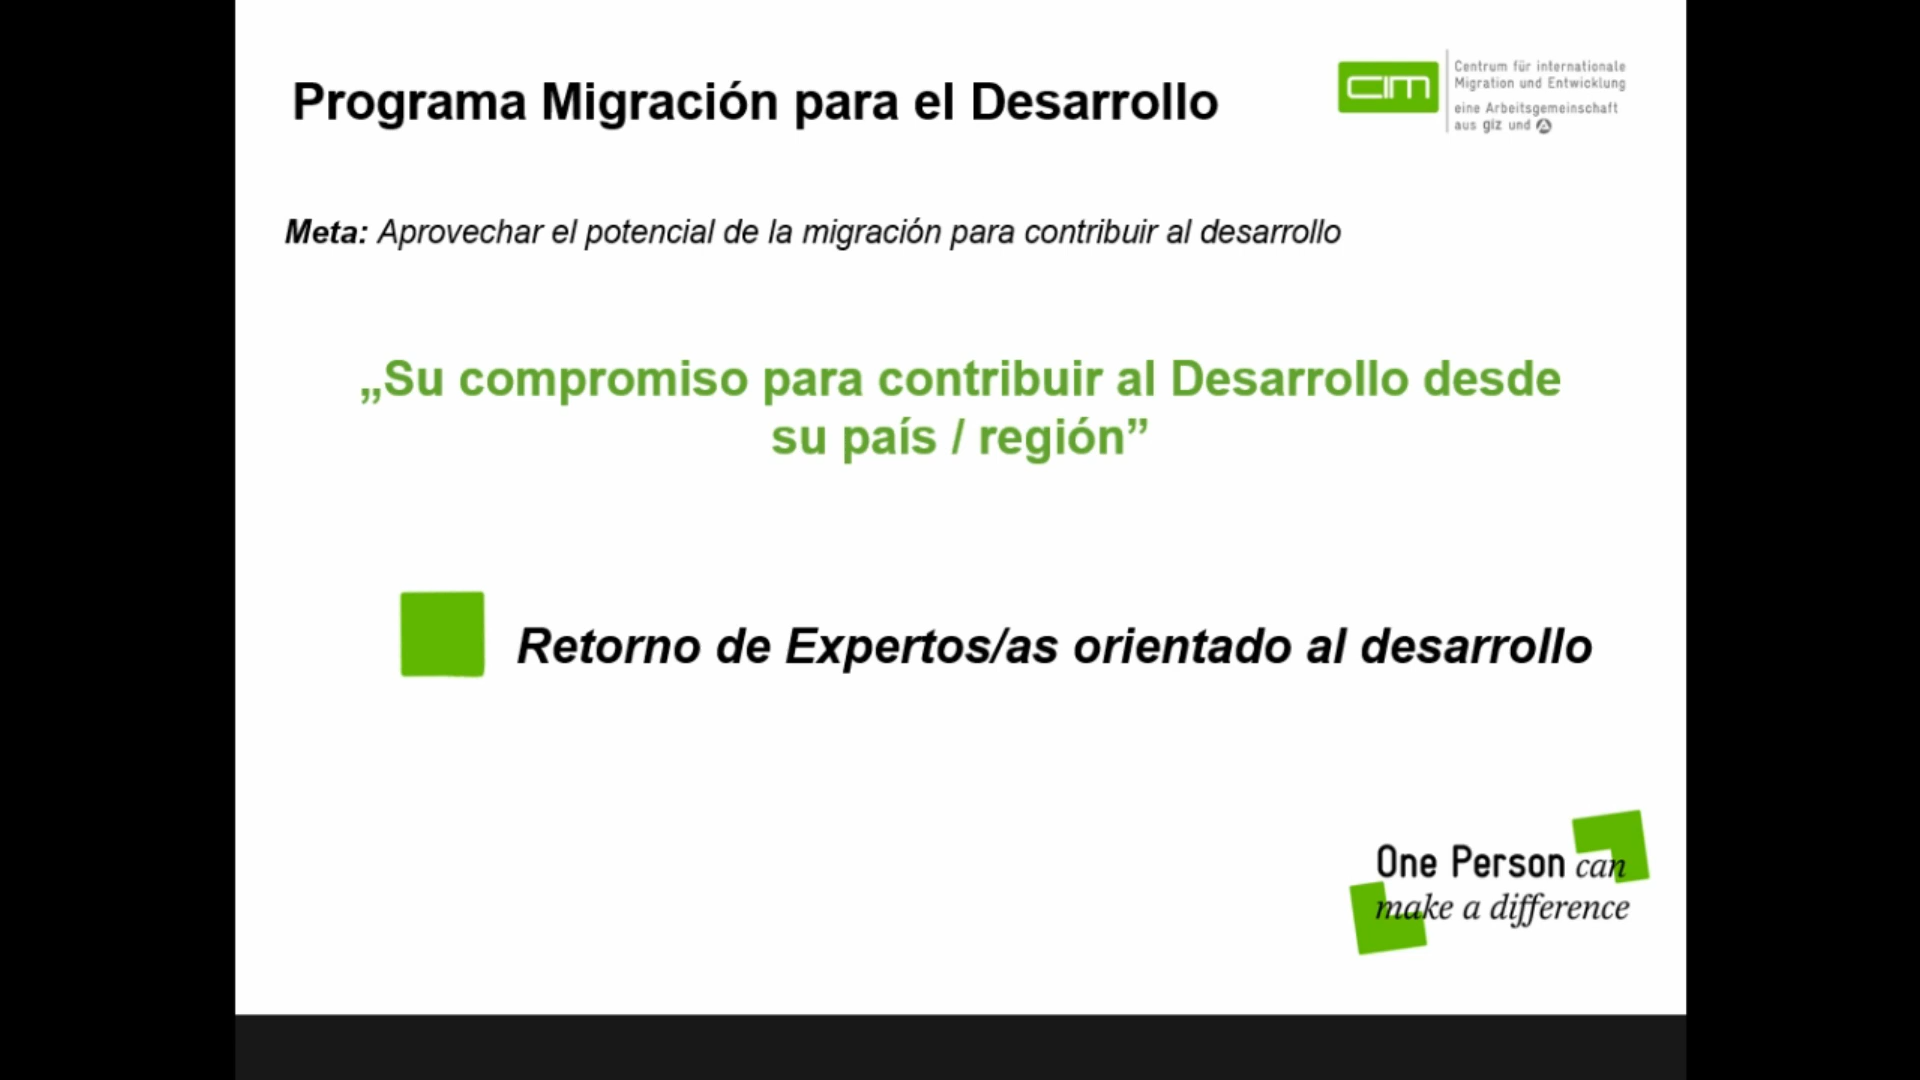 Programa Migración para el Desarrollo
cim
Centrum für internationale
Migration und Entwicklung
eine Arbeitsgemeinschaft
aus giz und
Meta: Aprovechar el potencial de la migración para contribuir al desarrollo
„Su compromiso para contribuir al Desarrollo desde
su país / región”
Retorno de Expertos/as orientado al desarrollo
One Person can
make a difference